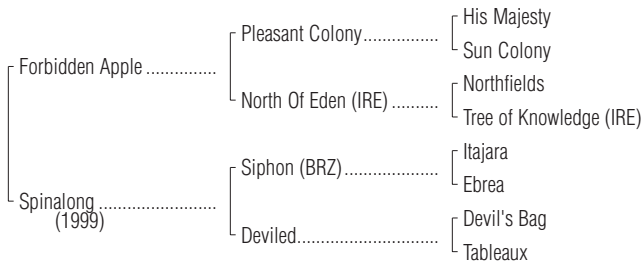 His Majesty
Pleasant Colony.................
Sun Colony
Forbidden Apple ...............
Northfields
North Of Eden (IRE) ..........
Tree of Knowledge (IRE)
Itajara
Siphon (BRZ).....................
Ebrea
Spinalong .........................
(1999)
Devil's Bag
Deviled...............................
Tableaux